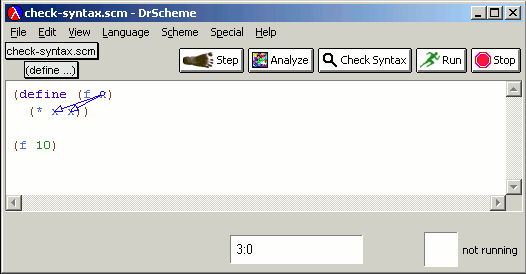 check-syntax.scm - DrScheme
File Edit View Language Scheme Special Help
check-syntax.scm
(define ...)
Step Analyze Check Syntax Run Stop
(define (f x)
(* x x))
(f 10)
3:0
not running